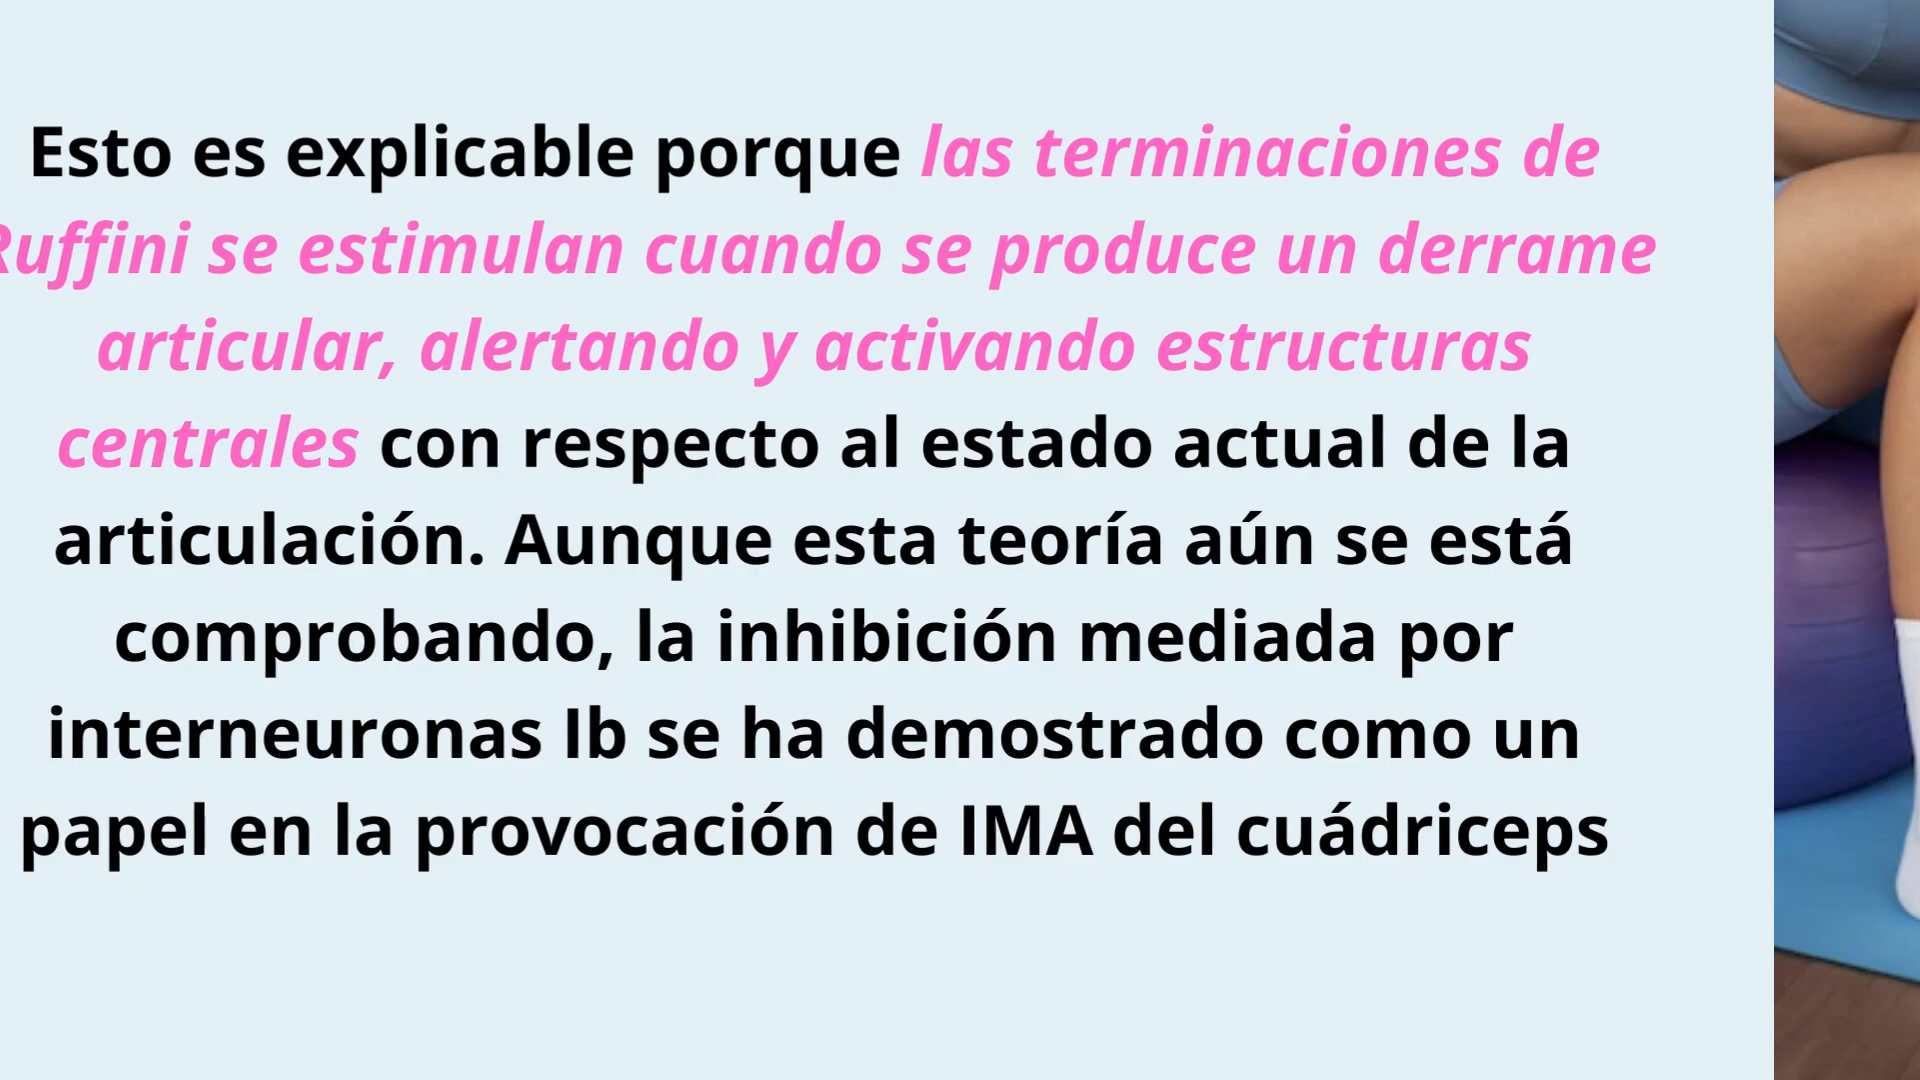 Esto es explicable porque las terminaciones de
Ruffini se estimulan cuando se produce un derrame
articular, alertando y activando estructuras
centrales con respecto al estado actual de la
articulación. Aunque esta teoría aún se está
comprobando, la inhibición mediada por
interneuronas Ib se ha demostrado como un
papel en la provocación de IMA del cuádriceps